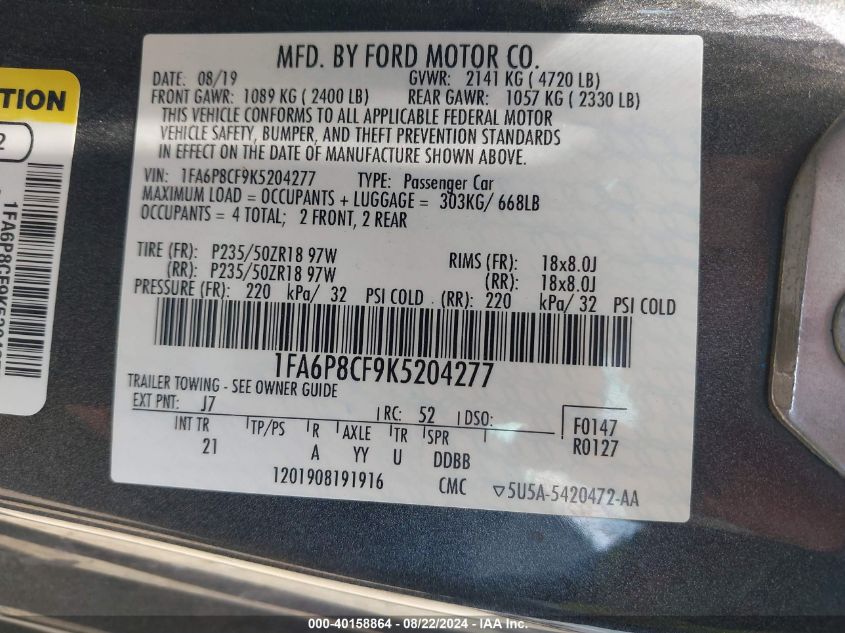 MFD. BY FORD MOTOR CO.
DATE: 08/19 GVWR: 2141 KG ( 4720 LB)
FRONT GAWR: 1089 KG ( 2400 LB) REAR GAWR: 1057 KG ( 2330 LB)
THIS VEHICLE CONFORMS TO ALL APPLICABLE FEDERAL MOTOR
VEHICLE SAFETY, BUMPER, AND THEFT PREVENTION STANDARDS
IN EFFECT ON THE DATE OF MANUFACTURE SHOWN ABOVE.
VIN: 1FA6P8CF9K5204277 TYPE: Passenger Car
MAXIMUM LOAD = OCCUPANTS + LUGGAGE = 303KG/ 668LB
OCCUPANTS = 4 TOTAL; 2 FRONT, 2 REAR
TIRE (FR): P235/50ZR18 97W RIMS (FR): 18x8.0J
(RR): P235/50ZR18 97W (RR): 18x8.0J
PRESSURE (FR): 220 kPa/ 32 PSI COLD (RR): 220 kPa/ 32 PSI COLD
1FA6P8CF9K5204277
TRAILER TOWING - SEE OWNER GUIDE
EXT PNT: J7 RC: 52 DSO: F0147
INT TR TP/PS R AXLE TR SPR R0127
21 A YY U DDBB
1201908191916 CMC ▽5U5A-5420472-AA
TION
2
000-40158864 - 08/22/2024 - IAA Inc.